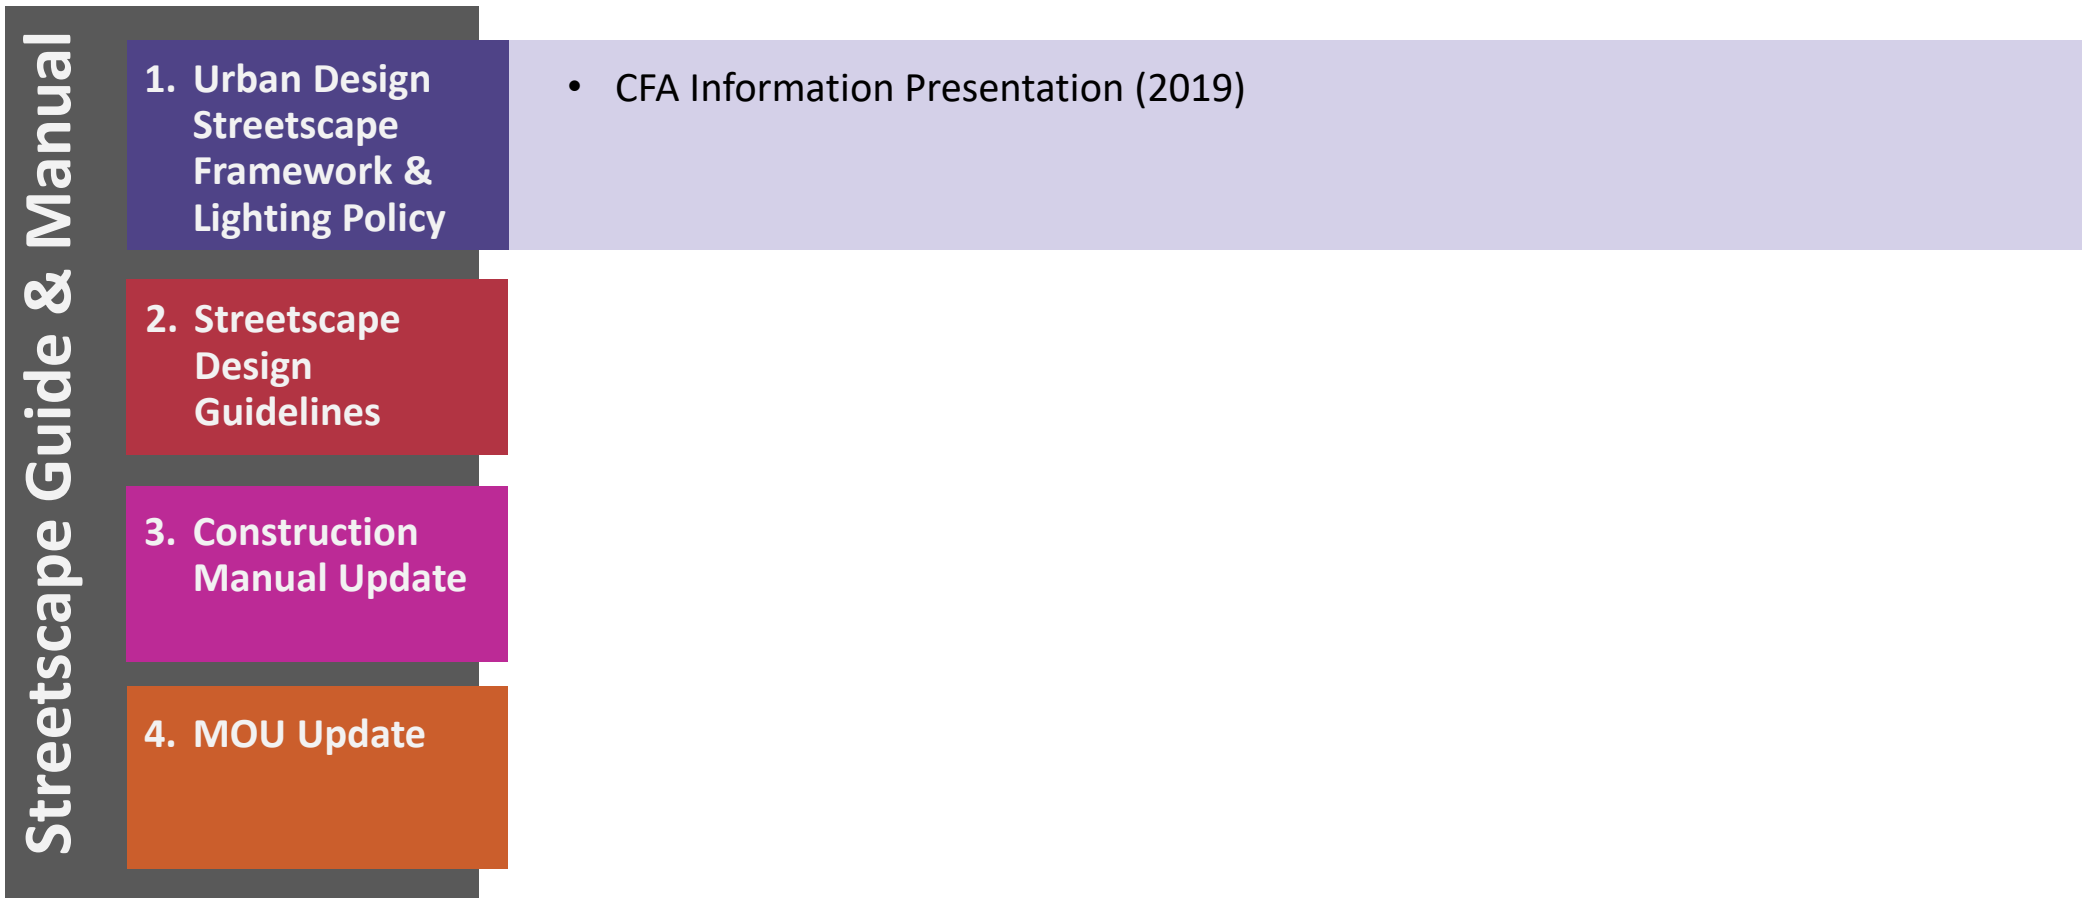 Streetscape Guide & Manual
1. Urban Design
Streetscape
Framework &
Lighting Policy
• CFA Information Presentation (2019)
2. Streetscape
Design
Guidelines
3. Construction
Manual Update
4. MOU Update